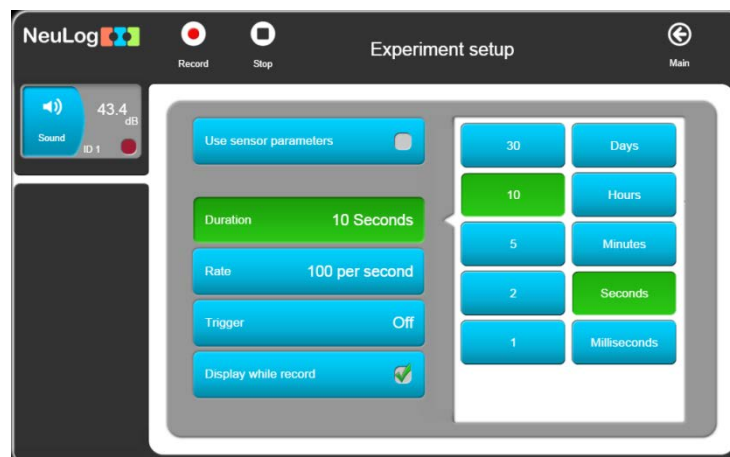 NeuLog
Record
Stop
Experiment setup
Main
43.4
dB
Sound
ID 1
Use sensor parameters
Duration 10 Seconds
Rate 100 per second
Trigger Off
Display while record
30 Days
10 Hours
5 Minutes
2 Seconds
1 Milliseconds